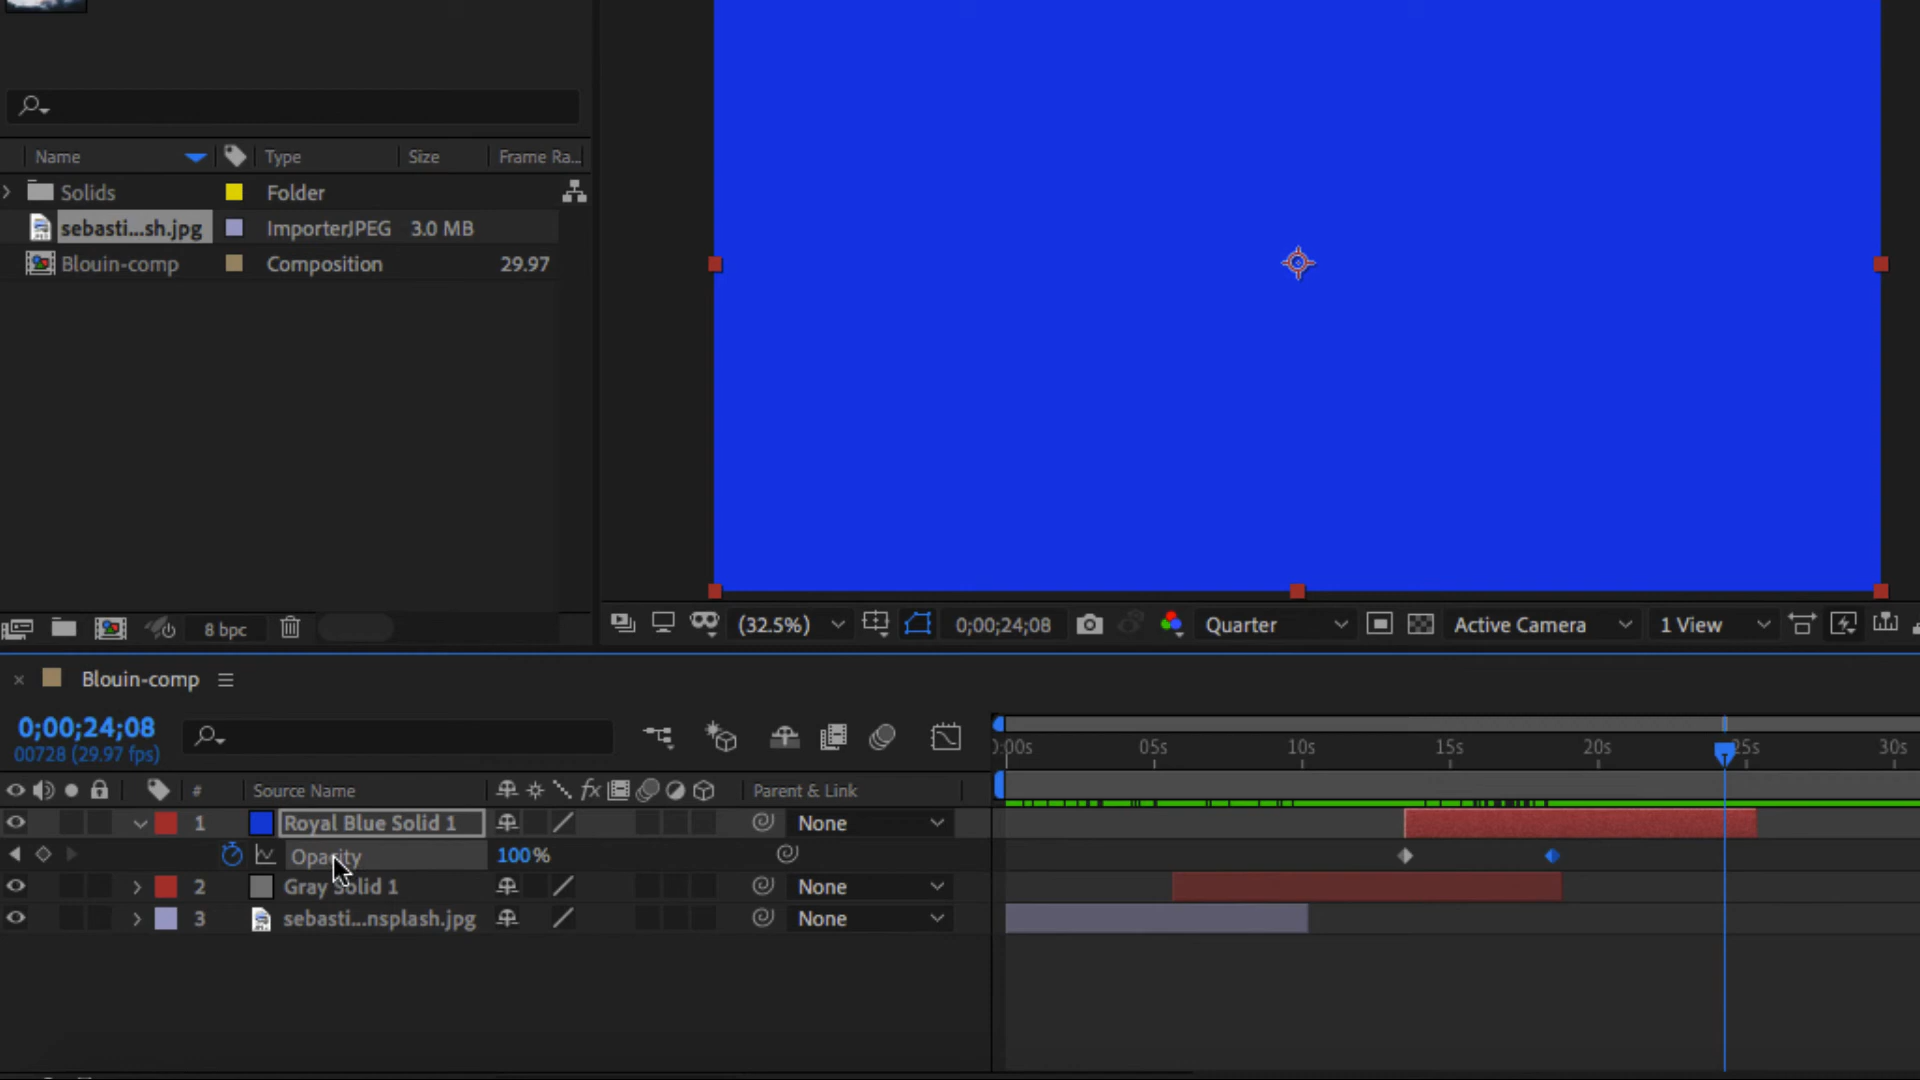 Name Type Size Frame Ra...
Solids Folder
sebasti...sh.jpg ImporterJPEG 3.0 MB
Blouin-comp Composition 29.97
8 bpc
(32.5%) 0;00;24;08 Quarter Active Camera 1 View
Blouin-comp
0;00;24;08
00728 (29.97 fps)
):00s 05s 10s 15s 20s 25s 30s
# Source Name fx Parent & Link
1 Royal Blue Solid 1 None
Opacity 100%
2 Gray Solid 1 None
3 sebasti...nsplash.jpg None